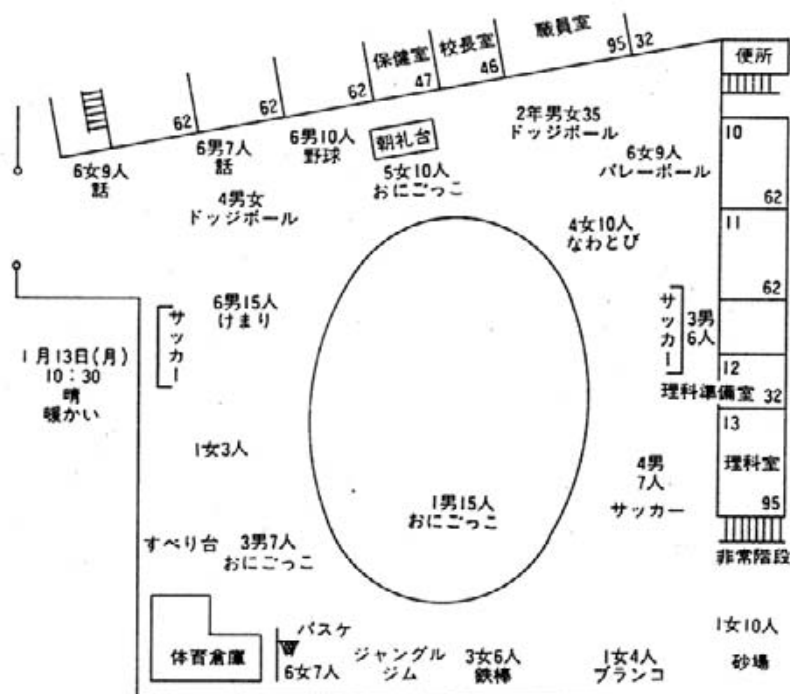 職員室
校長室
保健室
便所
95
32
46
47
62
62
62
2年男女35
ドッジボール
10
6男10人
野球
朝礼台
6男7人
話
6女9人
話
6女9人
バレーボール
5女10人
おにごっこ
62
4男女
ドッジボール
4女10人
なわとび
11
62
6男15人
けまり
サッカー
サッカー
3男
6人
1月13日(月)
10:30
晴
暖かい
12
理科準備室
32
13
1女3人
4男
7人
サッカー
理科室
95
1男15人
おにごっこ
すべり台
3男7人
おにごっこ
非常階段
1女10人
砂場
体育倉庫
バスケ
6女7人
ジャングル
ジム
3女6人
鉄棒
1女4人
ブランコ